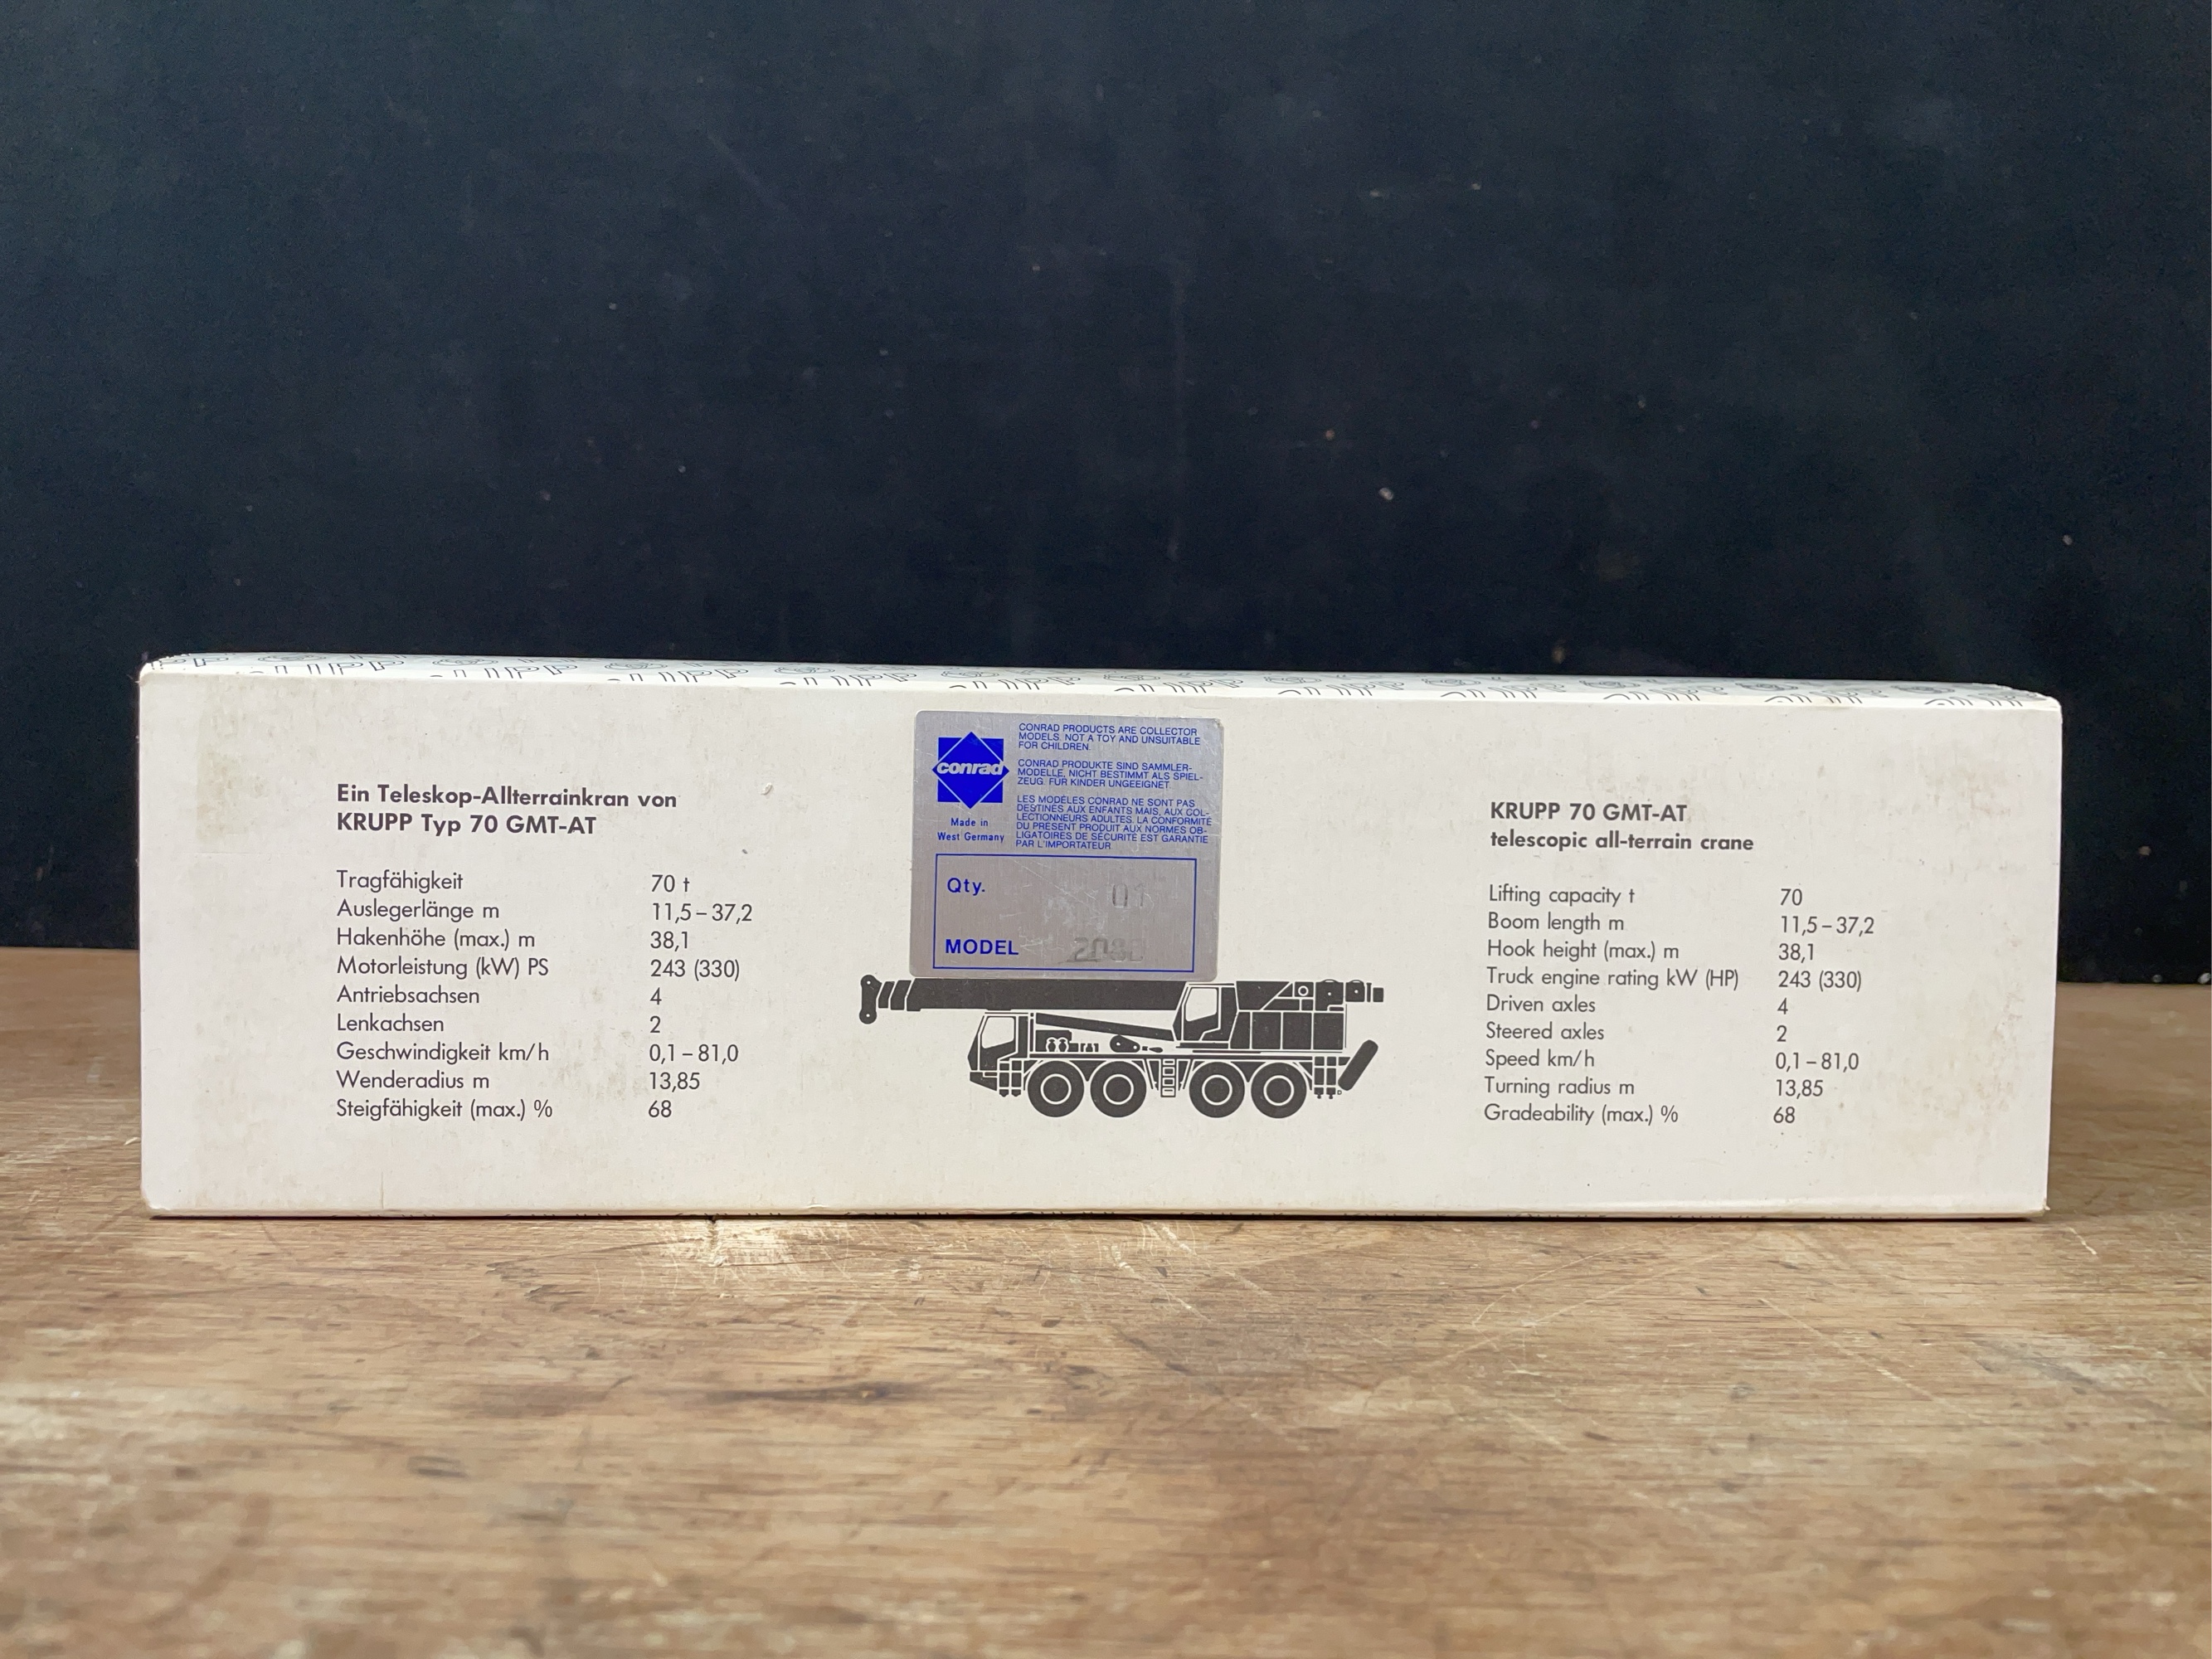 Ein Teleskop-Allterrainkran von
KRUPP Typ 70 GMT-AT
Tragfähigkeit 70 t
Auslegerlänge m 11,5 – 37,2
Hakenhöhe (max.) m 38,1
Motorleistung (kW) PS 243 (330)
Antriebsachsen 4
Lenkachsen 2
Geschwindigkeit km/h 0,1 – 81,0
Wenderadius m 13,85
Steigfähigkeit (max.) % 68
conrad
Made in
West Germany
CONRAD PRODUCTS ARE COLLECTOR
MODELS. NOT A TOY AND UNSUITABLE
FOR CHILDREN.
CONRAD PRODUKTE SIND SAMMLER-
MODELLE, NICHT BESTIMMT ALS SPIEL-
ZEUG. FÜR KINDER UNGEEIGNET.
LES MODÈLES CONRAD NE SONT PAS
DESTINÉS AUX ENFANTS MAIS, AUX COL-
LECTIONNEURS ADULTES. LA CONFORMITÉ
DU PRÉSENT PRODUIT AUX NORMES OB-
LIGATOIRES DE SÉCURITÉ EST GARANTIE
PAR L'IMPORTATEUR
Qty. 01
MODEL
KRUPP 70 GMT-AT
telescopic all-terrain crane
Lifting capacity t 70
Boom length m 11,5 – 37,2
Hook height (max.) m 38,1
Truck engine rating kW (HP) 243 (330)
Driven axles 4
Steered axles 2
Speed km/h 0,1 – 81,0
Turning radius m 13,85
Gradeability (max.) % 68